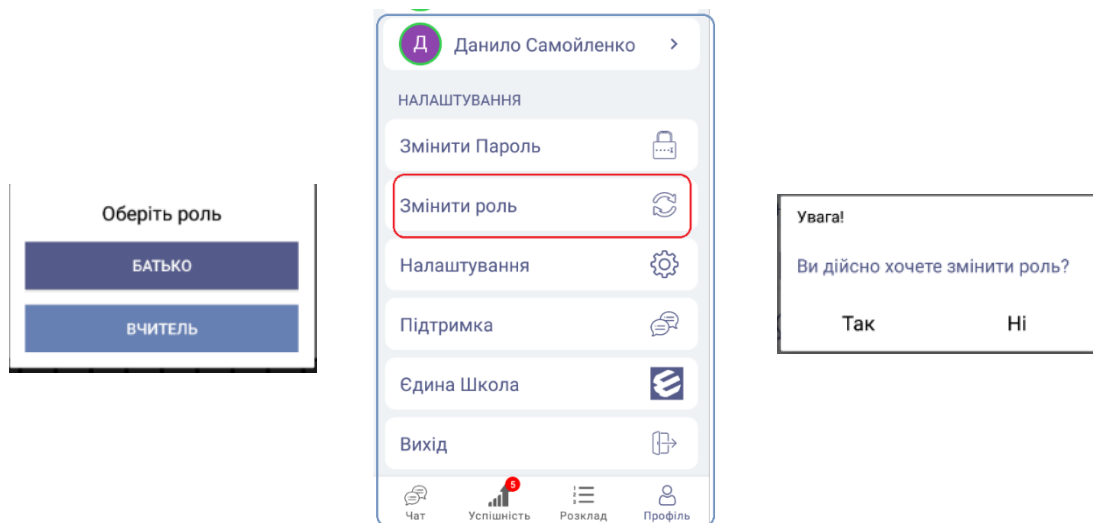 Оберіть роль
БАТЬКО
ВЧИТЕЛЬ
Д
Данило Самойленко
НАЛАШТУВАННЯ
Змінити Пароль
Змінити роль
Налаштування
Підтримка
Єдина Школа
Вихід
5
Чат
Успішність
Розклад
Профіль
Увага!
Ви дійсно хочете змінити роль?
Так Ні